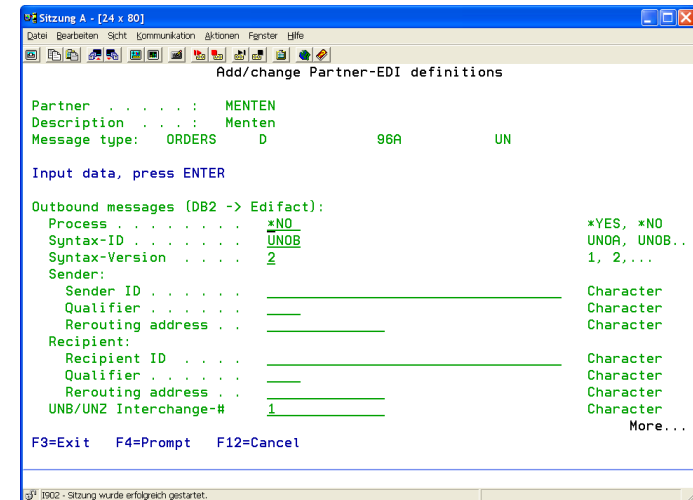 Sitzung A - [24 x 80]
Datei Bearbeiten Sicht Kommunikation Aktionen Fenster Hilfe
Add/change Partner-EDI definitions
Partner . . . . . : MENTEN
Description . . . : Menten
Message type: ORDERS D 96A UN
Input data, press ENTER
Outbound messages (DB2 -> Edifact):
Process . . . . . . . . *NO *YES, *NO
Syntax-ID . . . . . . . UNOB UNOA, UNOB..
Syntax-Version . . . . 2 1, 2,...
Sender:
Sender ID . . . . . . Character
Qualifier . . . . . . Character
Rerouting address . . Character
Recipient:
Recipient ID . . . . Character
Qualifier . . . . . . Character
Rerouting address . . Character
UNB/UNZ Interchange-# 1 Character
More...
F3=Exit F4=Prompt F12=Cancel
I902 - Sitzung wurde erfolgreich gestartet.